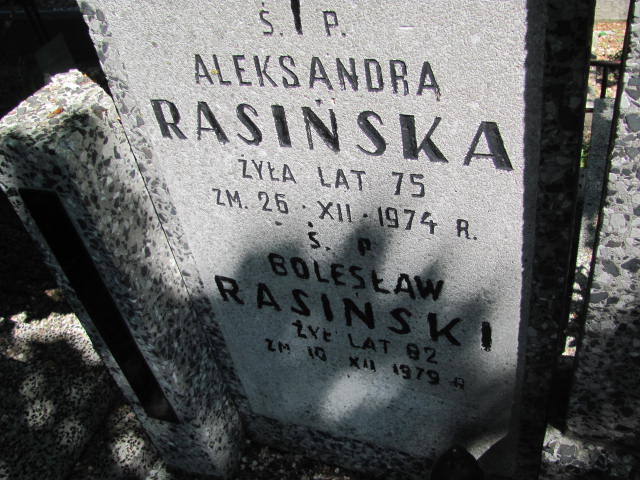 Ś. P.
ALEKSANDRA
RASIŃSKA
ŻYŁA LAT 75
ZM. 26 · XII · 1974 R.
Ś. P
BOLESŁAW
RASIŃSKI
ŻYŁ LAT 82
ZM 10 XII 1979 R